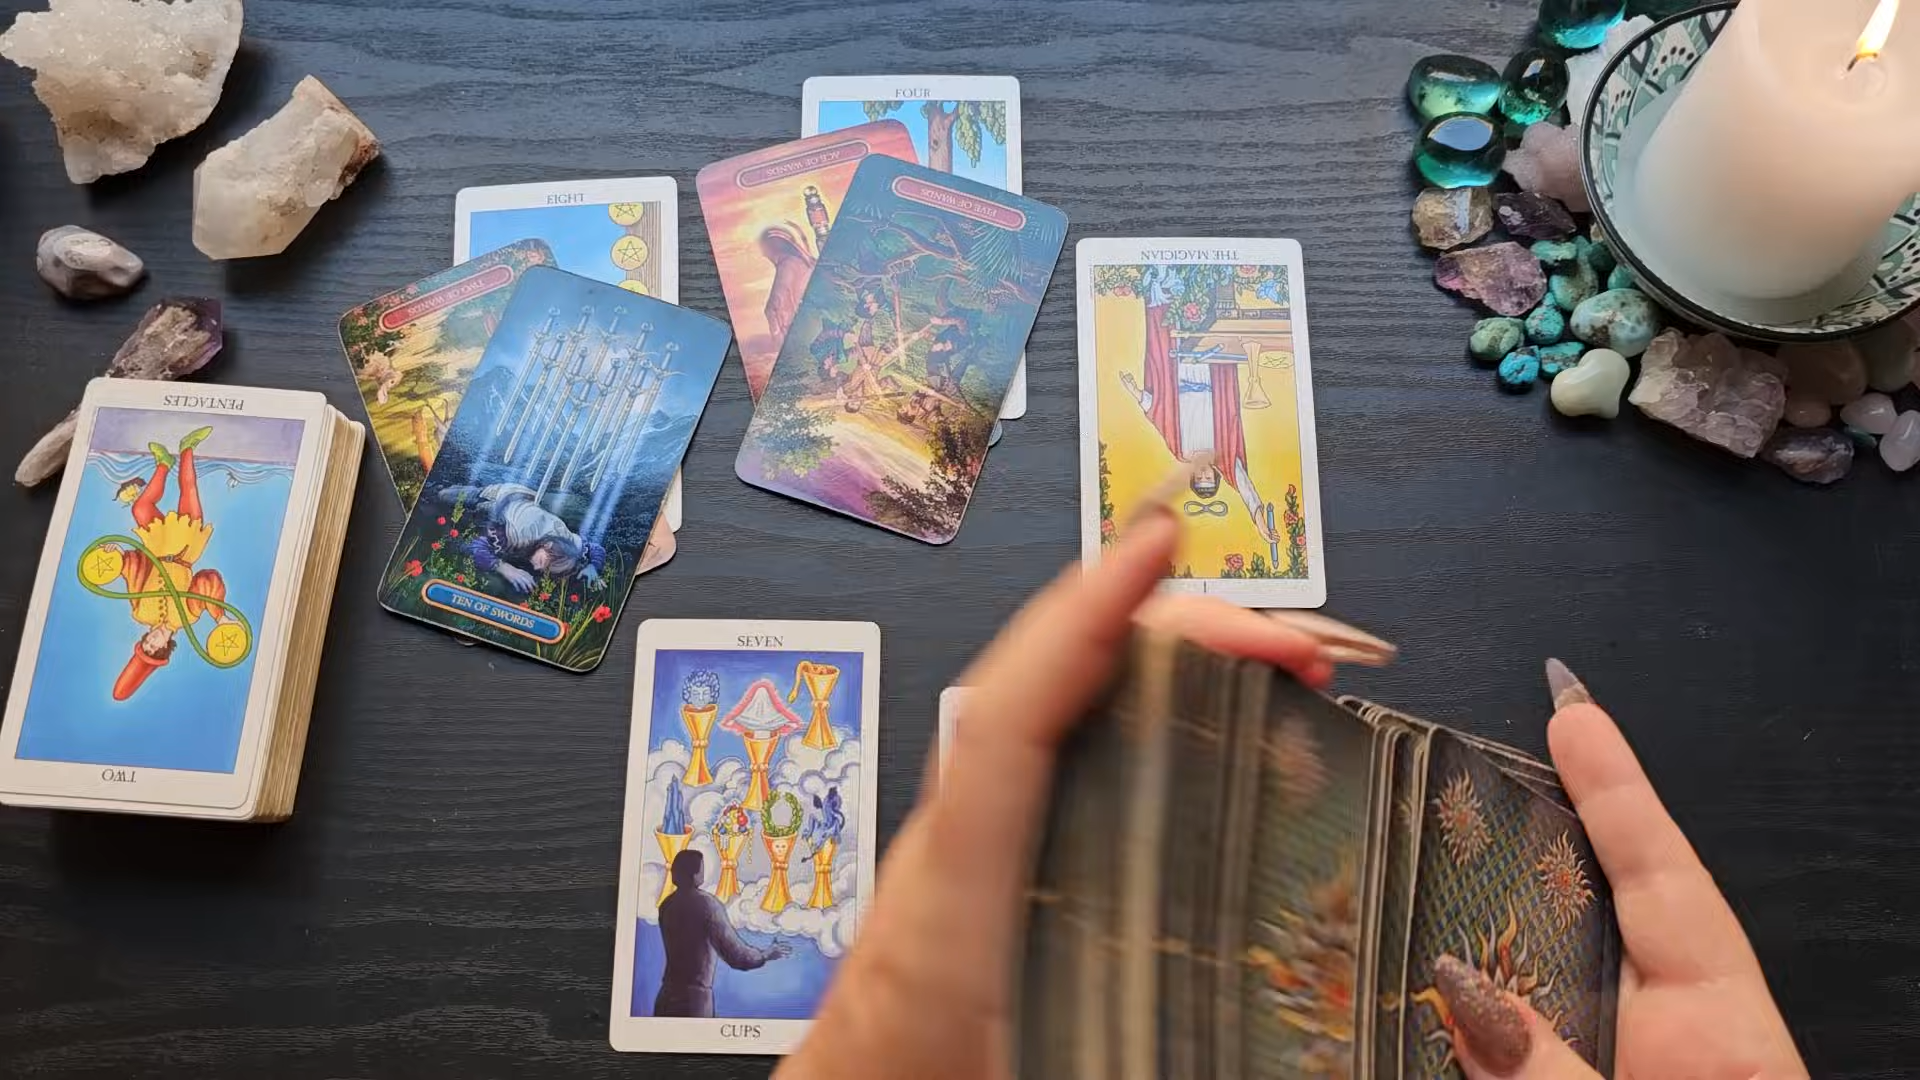 FOUR
ACE OF WANDS
FIVE OF WANDS
EIGHT
TWO OF WANDS
THE MAGICIAN
I
TEN OF SWORDS
PENTACLES
TWO
SEVEN
CUPS